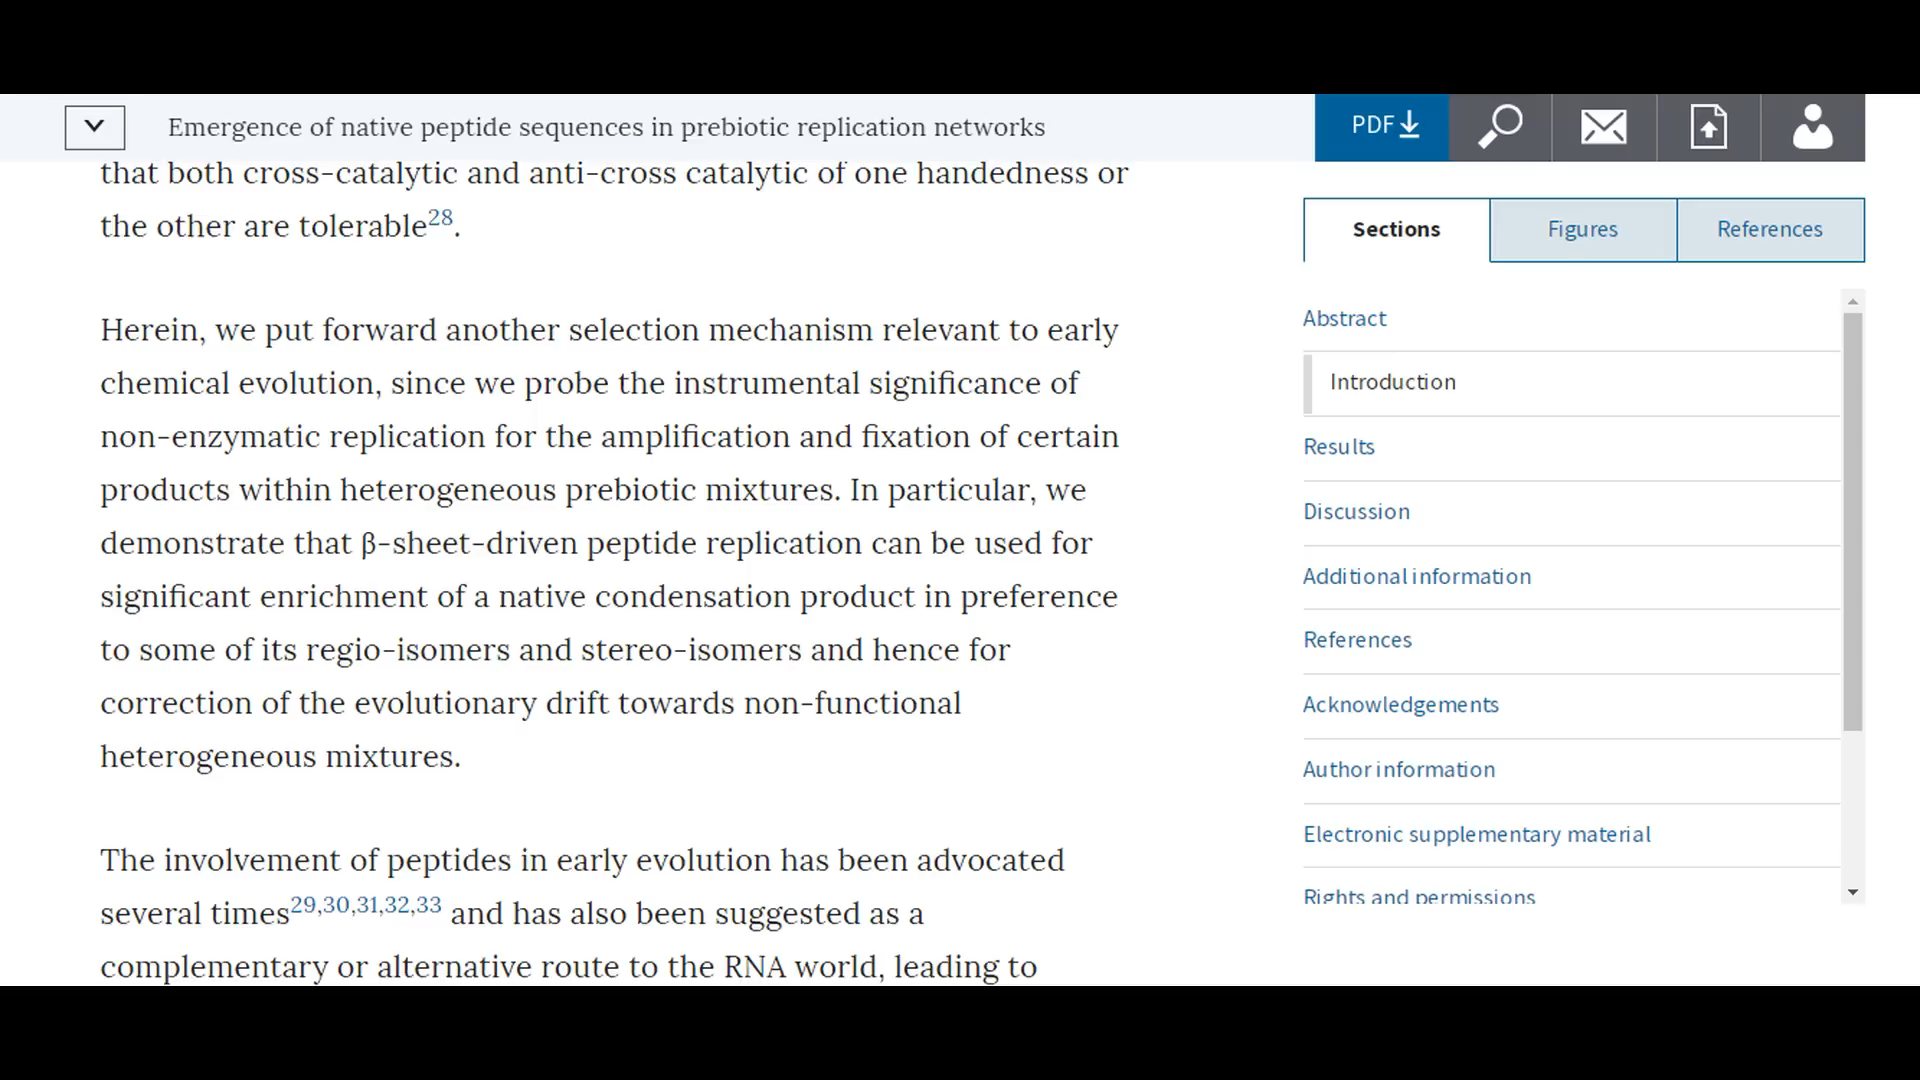 Emergence of native peptide sequences in prebiotic replication networks
PDF
that both cross-catalytic and anti-cross catalytic of one handedness or
the other are tolerable28.
Herein, we put forward another selection mechanism relevant to early
chemical evolution, since we probe the instrumental significance of
non-enzymatic replication for the amplification and fixation of certain
products within heterogeneous prebiotic mixtures. In particular, we
demonstrate that β-sheet-driven peptide replication can be used for
significant enrichment of a native condensation product in preference
to some of its regio-isomers and stereo-isomers and hence for
correction of the evolutionary drift towards non-functional
heterogeneous mixtures.
The involvement of peptides in early evolution has been advocated
several times29,30,31,32,33 and has also been suggested as a
complementary or alternative route to the RNA world, leading to
Sections
Figures
References
Abstract
Introduction
Results
Discussion
Additional information
References
Acknowledgements
Author information
Electronic supplementary material
Rights and permissions